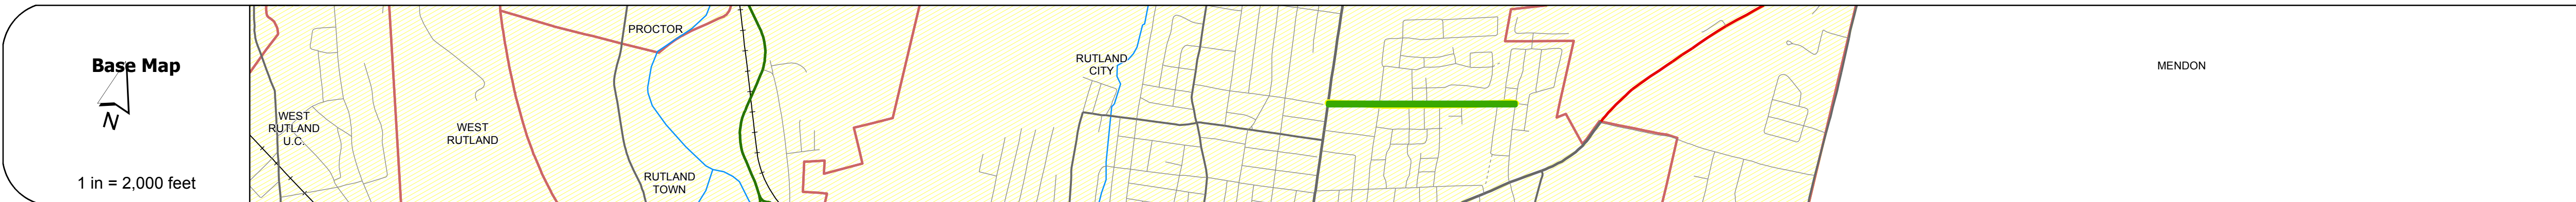 Base Map
N
1 in = 2,000 feet
WEST
RUTLAND
U.C.
WEST
RUTLAND
PROCTOR
RUTLAND
TOWN
RUTLAND
CITY
MENDON